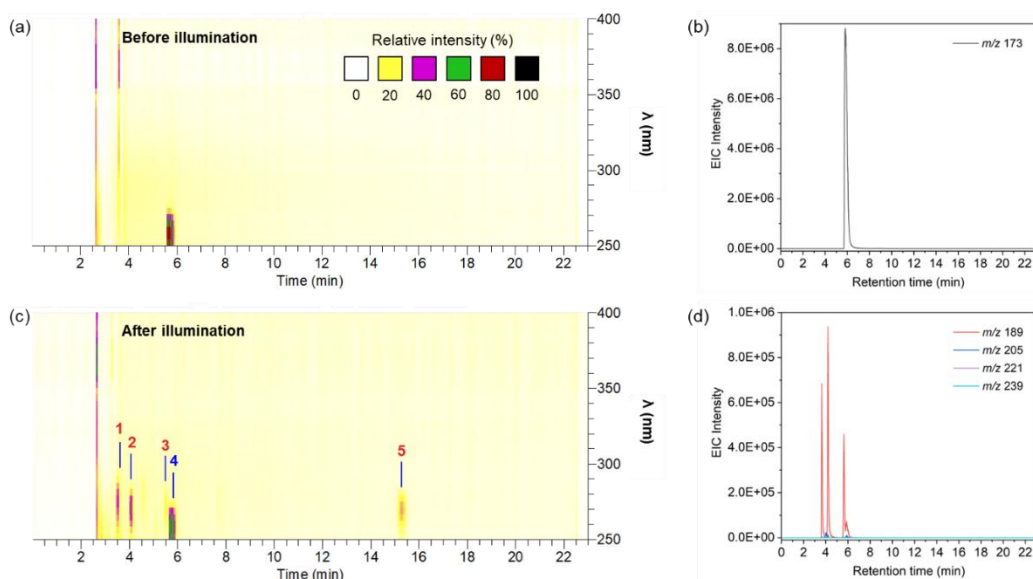 (a)
Before illumination
Relative intensity (%)
0 20 40 60 80 100
400
350
300
250
λ (nm)
2 4 6 8 10 12 14 16 18 20 22
Time (min)
(b)
m/z 173
8.0E+06
6.0E+06
4.0E+06
2.0E+06
0.0E+00
EIC Intensity
0 2 4 6 8 10 12 14 16 18 20 22
Retention time (min)
(c)
After illumination
1
2
3
4
5
400
350
300
250
λ (nm)
2 4 6 8 10 12 14 16 18 20 22
Time (min)
(d)
m/z 189
m/z 205
m/z 221
m/z 239
1.0E+06
8.0E+05
6.0E+05
4.0E+05
2.0E+05
0.0E+00
EIC Intensity
0 2 4 6 8 10 12 14 16 18 20 22
Retention time (min)